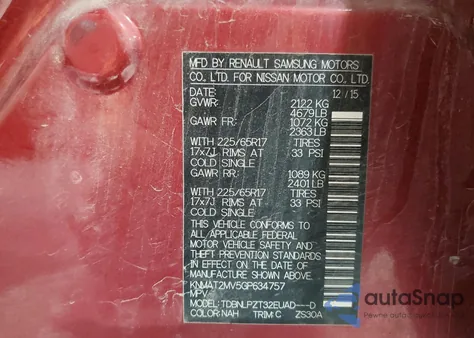 MFD BY RENAULT SAMSUNG MOTORS
CO., LTD. FOR NISSAN MOTOR CO., LTD.
DATE: 12/15
GVWR: 2122 KG
4679LB
GAWR FR: 1072 KG
2363LB
WITH 225/65R17 TIRES
17x7J RIMS AT 33 PSI
COLD SINGLE
GAWR RR: 1089 KG
2401LB
WITH 225/65R17 TIRES
17x7J RIMS AT 33 PSI
COLD SINGLE
THIS VEHICLE CONFORMS TO
ALL APPLICABLE FEDERAL
MOTOR VEHICLE SAFETY AND
THEFT PREVENTION STANDARDS
IN EFFECT ON THE DATE OF
MANUFACTURE SHOWN ABOVE.
KNMAT2MV5GP634757
MPV
MODEL: TDBNLPZT32EUAD---D
COLOR: NAH TRIM: C ZS30A
autoSnap